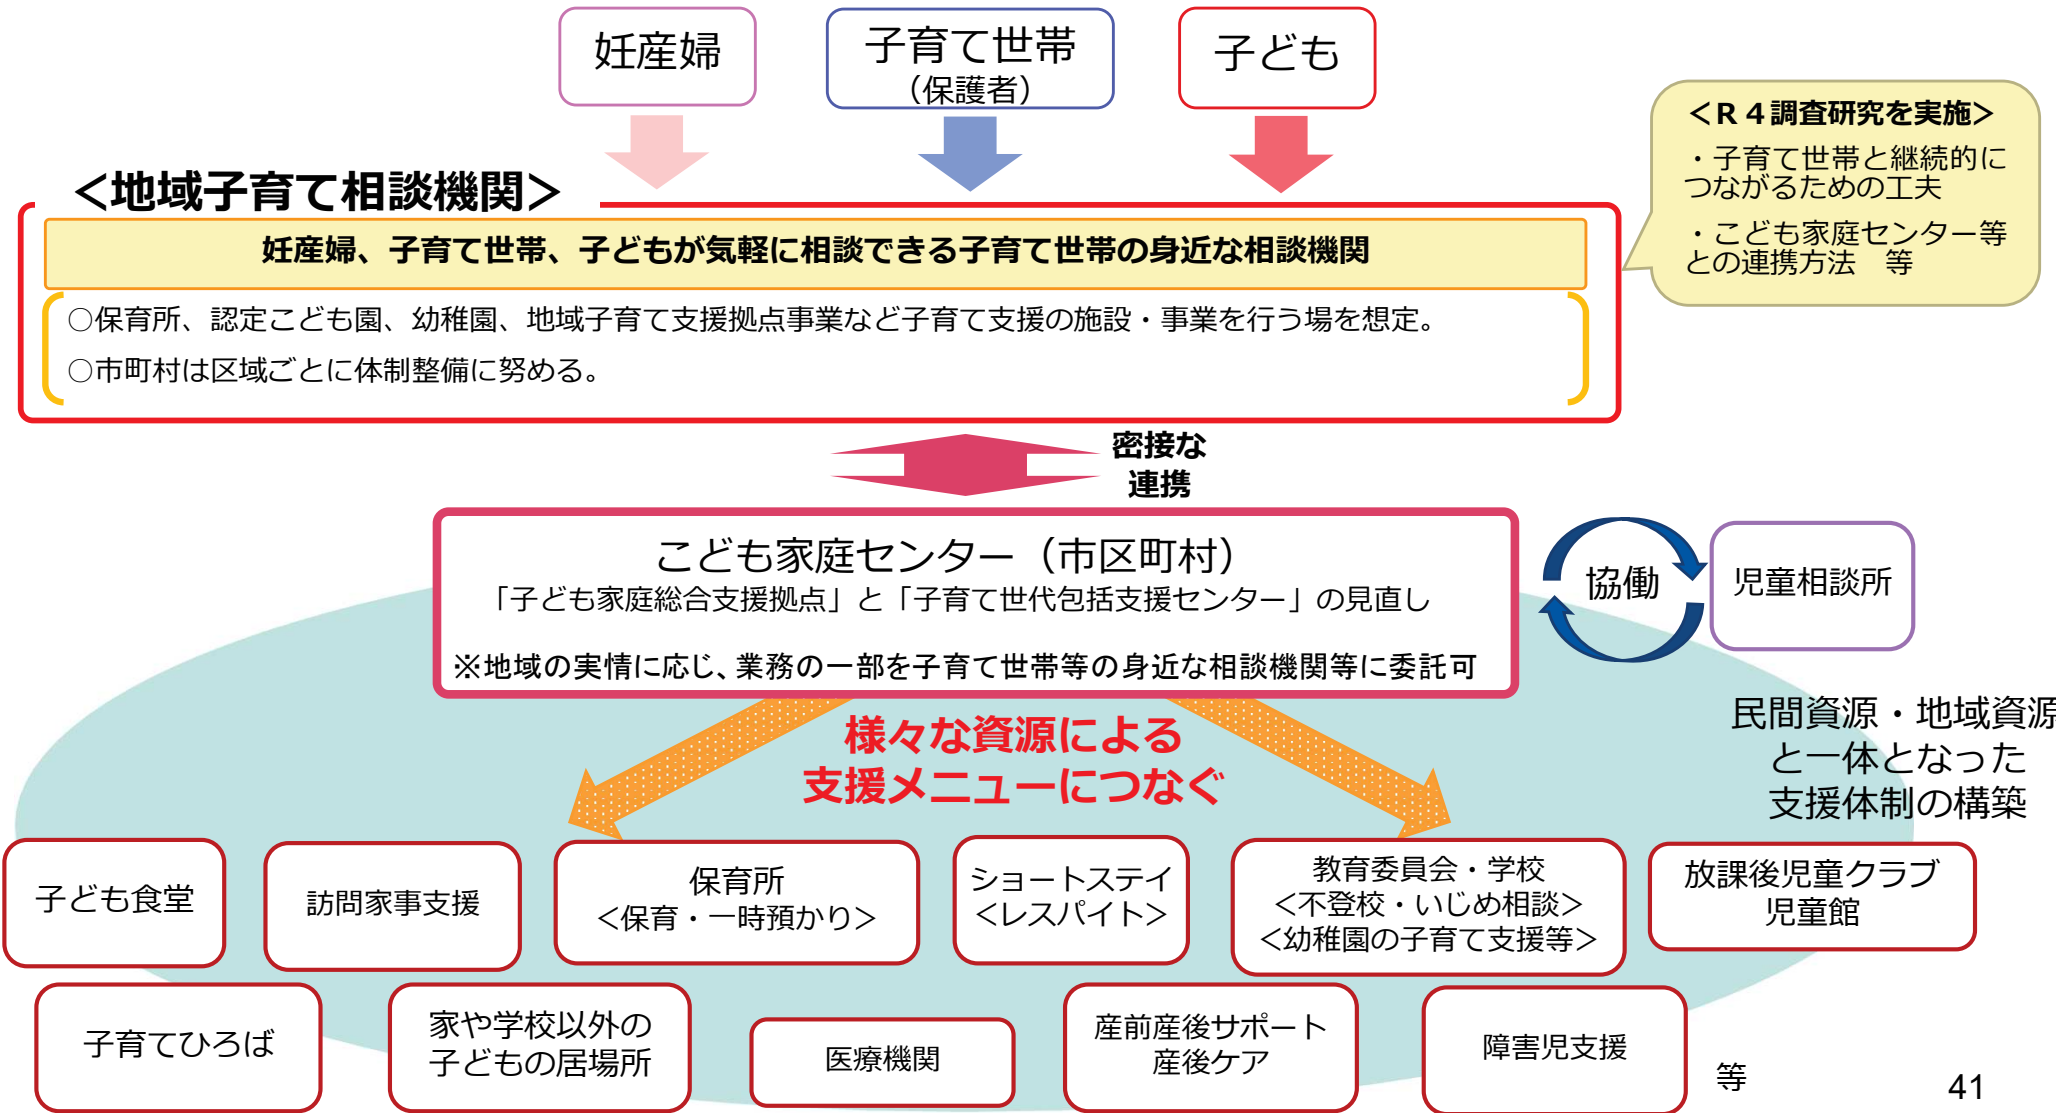 妊産婦
子育て世帯
（保護者）
子ども
＜Ｒ４調査研究を実施＞
・子育て世帯と継続的に
つながるための工夫
・こども家庭センター等
との連携方法　等
＜地域子育て相談機関＞
妊産婦、子育て世帯、子どもが気軽に相談できる子育て世帯の身近な相談機関
○保育所、認定こども園、幼稚園、地域子育て支援拠点事業など子育て支援の施設・事業を行う場を想定。
○市町村は区域ごとに体制整備に努める。
密接な
連携
こども家庭センター（市区町村）
「子ども家庭総合支援拠点」と「子育て世代包括支援センター」の見直し
※地域の実情に応じ、業務の一部を子育て世帯等の身近な相談機関等に委託可
協働
児童相談所
様々な資源による
支援メニューにつなぐ
民間資源・地域資源
と一体となった
支援体制の構築
子ども食堂
訪問家事支援
保育所
＜保育・一時預かり＞
ショートステイ
＜レスパイト＞
教育委員会・学校
＜不登校・いじめ相談＞
＜幼稚園の子育て支援等＞
放課後児童クラブ
児童館
子育てひろば
家や学校以外の
子どもの居場所
医療機関
産前産後サポート
産後ケア
障害児支援
等
41